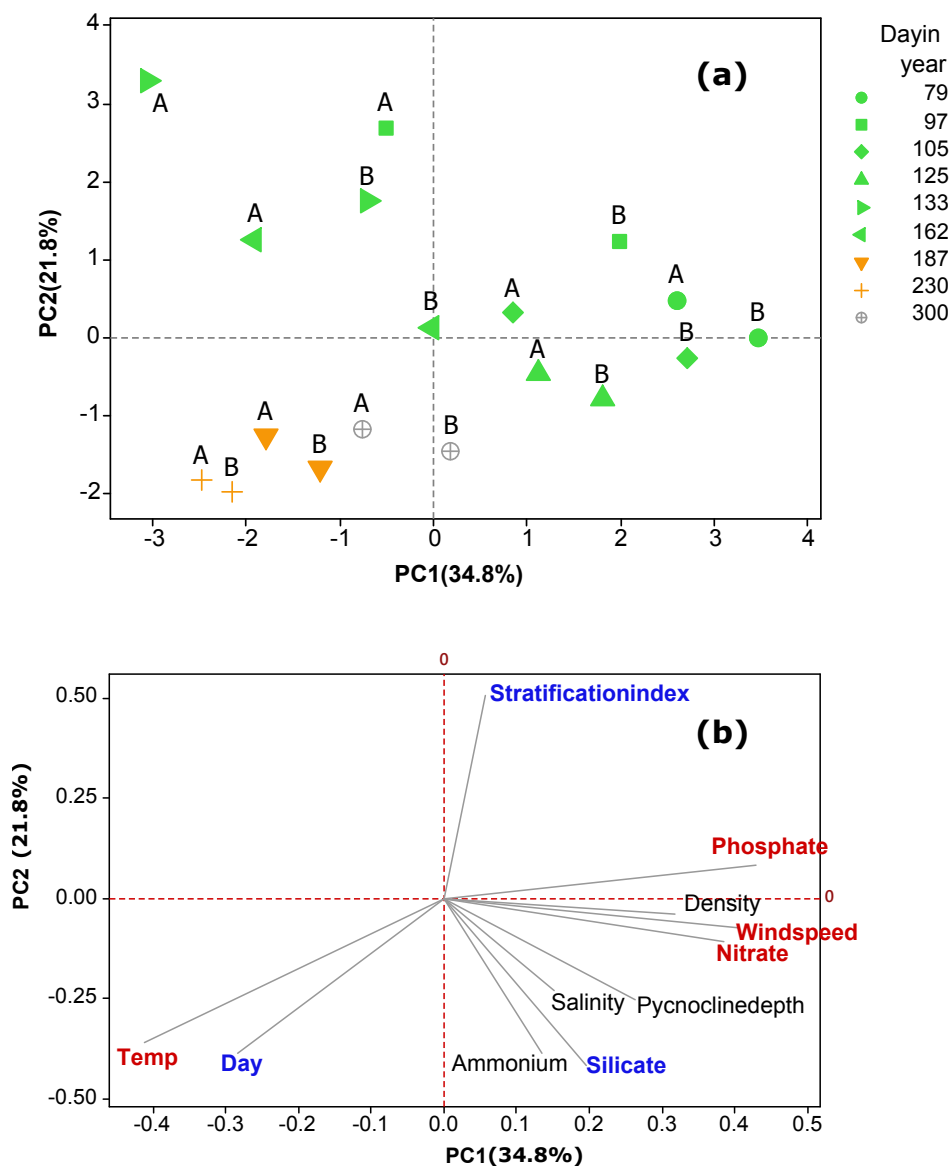 4
3
2
1
0
-1
-2
PC2(21.8%)
(a)
A
A
B
A
B
B
A
A
B
B
A
B
A
B
A
B
A
B
-3
-2
-1
0
1
2
3
4
PC1(34.8%)
Dayin
year
79
97
105
125
133
162
187
230
300
0
0.50
0.25
0.00
-0.25
-0.50
PC2 (21.8%)
Stratificationindex
(b)
Phosphate
0
Density
Windspeed
Nitrate
Salinity
Pycnoclinedepth
Temp
Day
Ammonium
Silicate
-0.4
-0.3
-0.2
-0.1
0.0
0.1
0.2
0.3
0.4
0.5
PC1(34.8%)